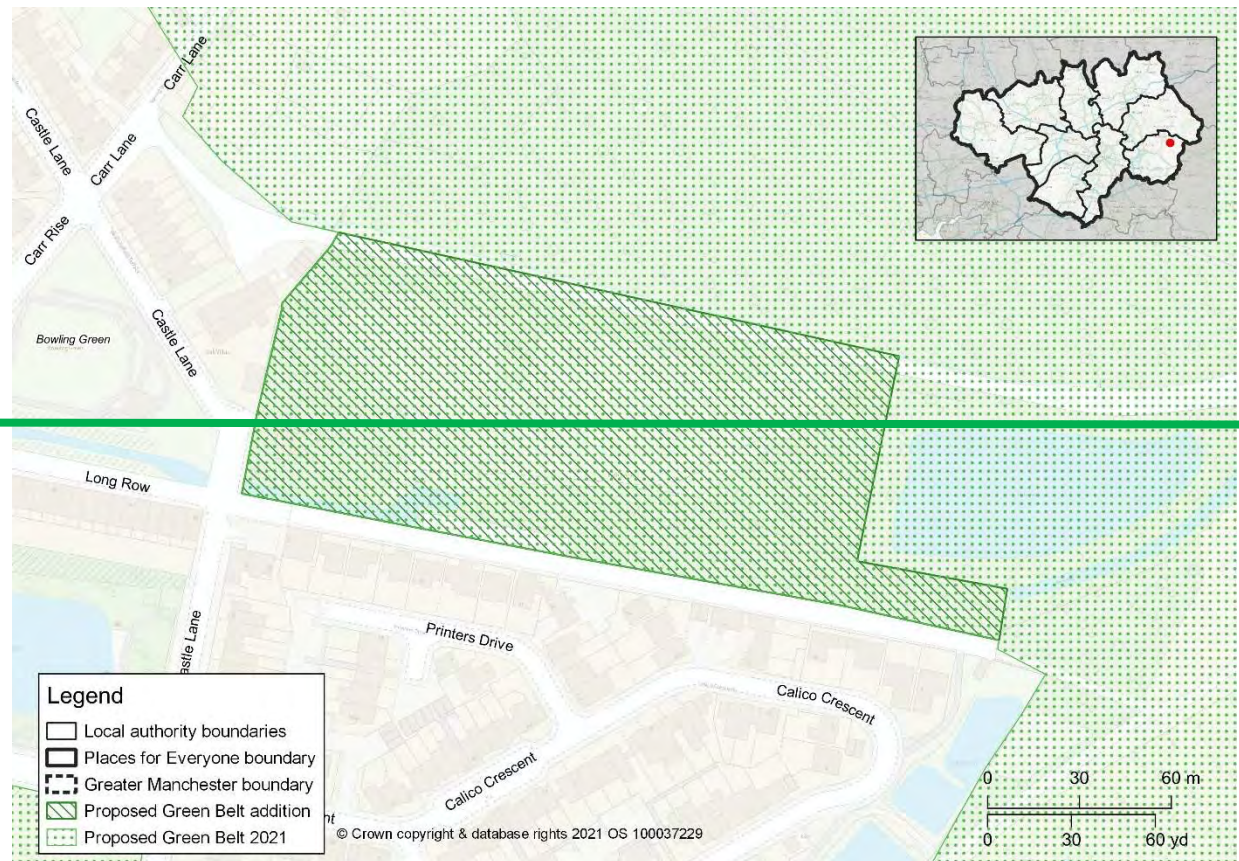 Carr Lane
Castle Lane
Carr Lane
Carr Rise
Bowling Green
Castle Lane
Long Row
Castle Lane
Printers Drive
Calico Crescent
Calico Crescent
Legend
Local authority boundaries
Places for Everyone boundary
Greater Manchester boundary
Proposed Green Belt addition
Proposed Green Belt 2021
© Crown copyright & database rights 2021 OS 100037229
0 30 60 m
0 30 60 yd